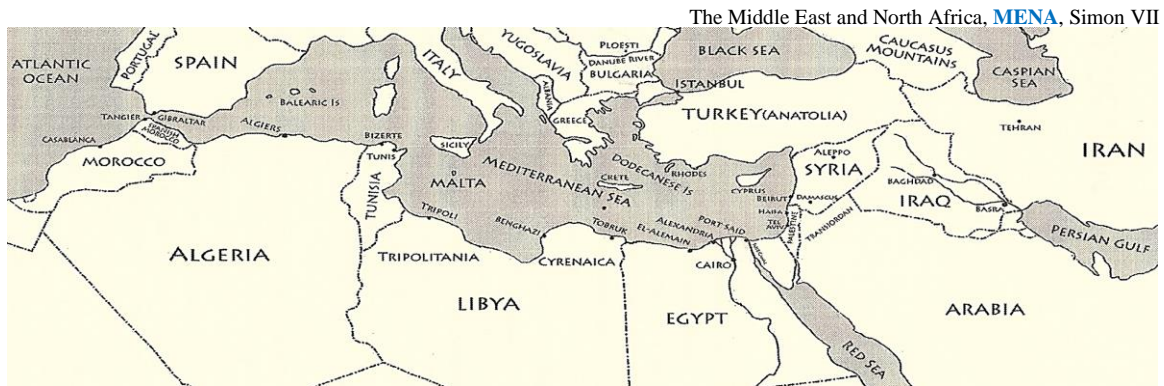 The Middle East and North Africa, MENA, Simon VII
ATLANTIC
OCEAN
PORTUGAL
SPAIN
Balearic Is
ITALY
YUGOSLAVIA
PLOESTI
DANUBE RIVER
BULGARIA
ALBANIA
GREECE
BLACK SEA
ISTANBUL
CAUCASUS
MOUNTAINS
CASPIAN
SEA
TURKEY (ANATOLIA)
TEHRAN
IRAN
TANGIER
GIBRALTAR
SPANISH
MOROCCO
CASABLANCA
MOROCCO
ALGIERS
BIZERTE
TUNIS
TUNISIA
SICILY
MALTA
MEDITERRANEAN SEA
CRETE
DODECANESE IS
RHODES
CYPRUS
ALEPPO
SYRIA
BEIRUT
DAMASCUS
HAIFA
TEL
AVIV
PALESTINE
TRANSJORDAN
BAGHDAD
IRAQ
BASRA
PERSIAN GULF
ALGERIA
TRIPOLI
TRIPOLITANIA
BENGHAZI
CYRENAICA
TOBRUK
EL-ALEMEIN
ALEXANDRIA
PORT SAID
CAIRO
LIBYA
EGYPT
RED SEA
ARABIA